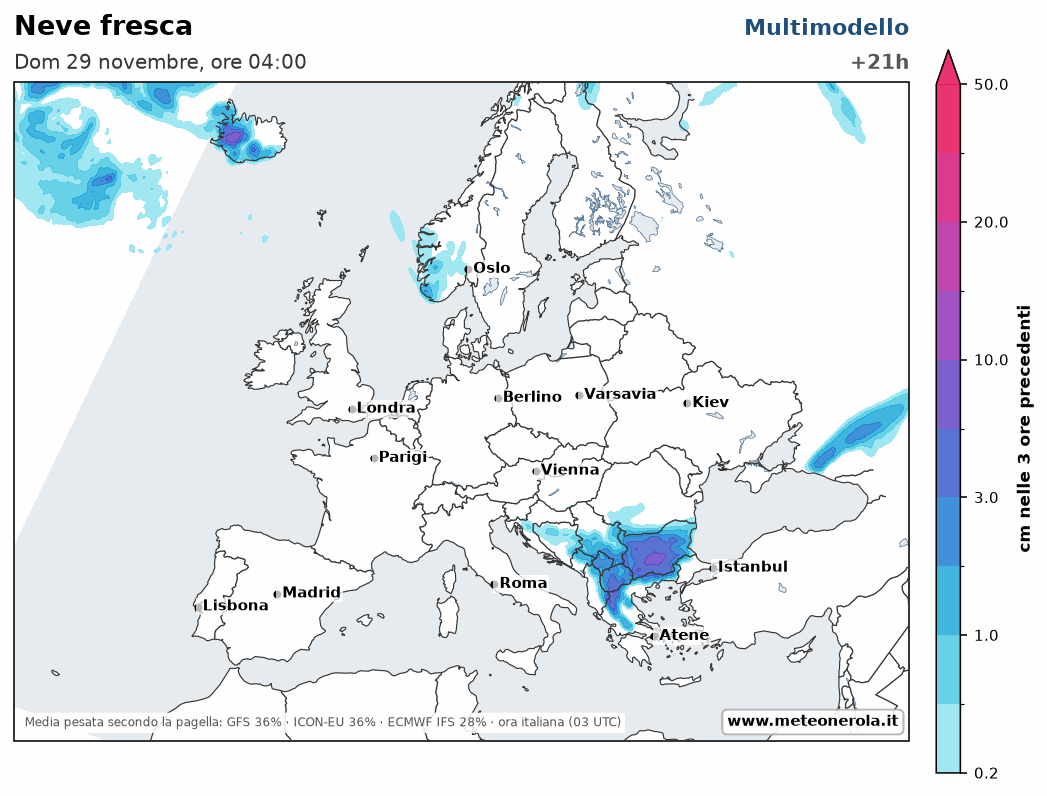 Neve fresca
Multimodello
Dom 29 novembre, ore 04:00
+21h
50.0
20.0
10.0
3.0
1.0
0.2
cm nelle 3 ore precedenti
Oslo
Berlino
Varsavia
Kiev
Londra
Parigi
Vienna
Istanbul
Roma
Madrid
Lisbona
Atene
Media pesata secondo la pagella: GFS 36% · ICON-EU 36% · ECMWF IFS 28% · ora italiana (03 UTC)
www.meteonerola.it